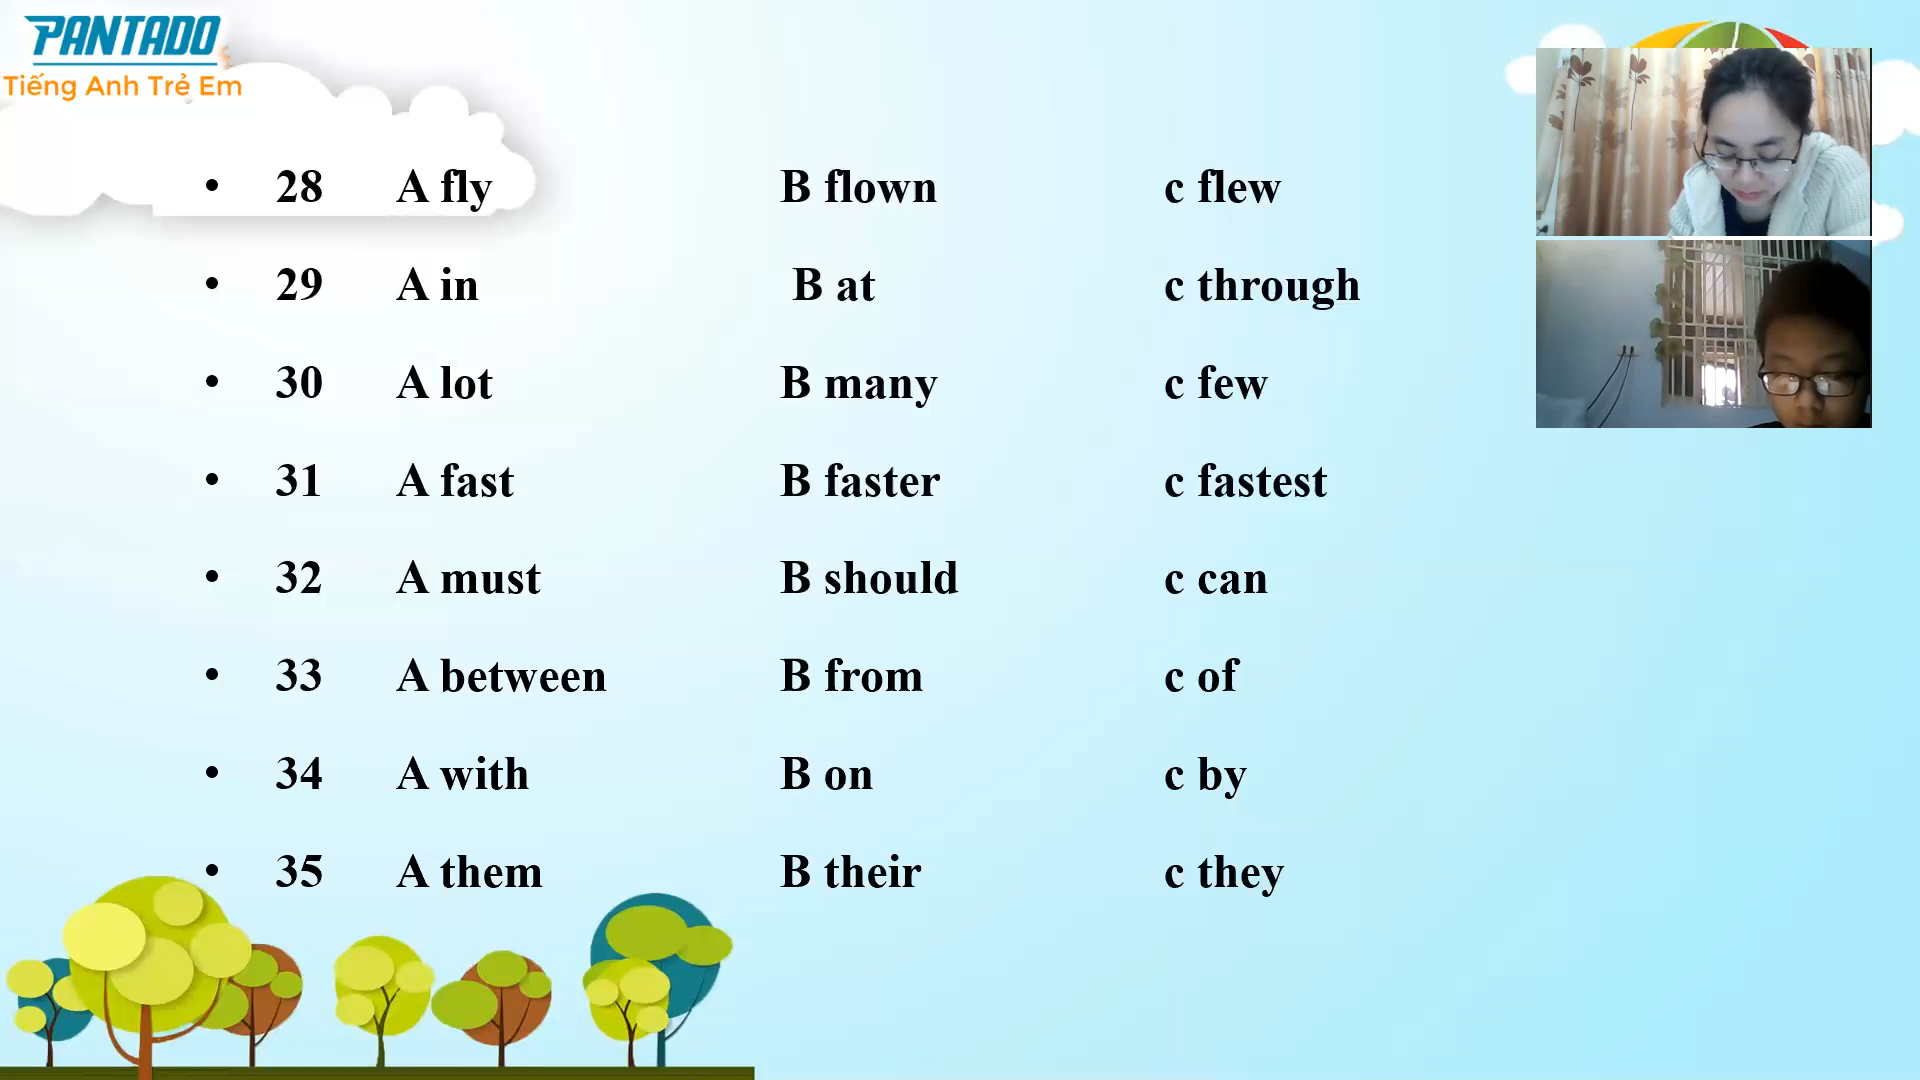 PANTADO
Tiếng Anh Trẻ Em
• 28 A fly B flown c flew
• 29 A in B at c through
• 30 A lot B many c few
• 31 A fast B faster c fastest
• 32 A must B should c can
• 33 A between B from c of
• 34 A with B on c by
• 35 A them B their c they